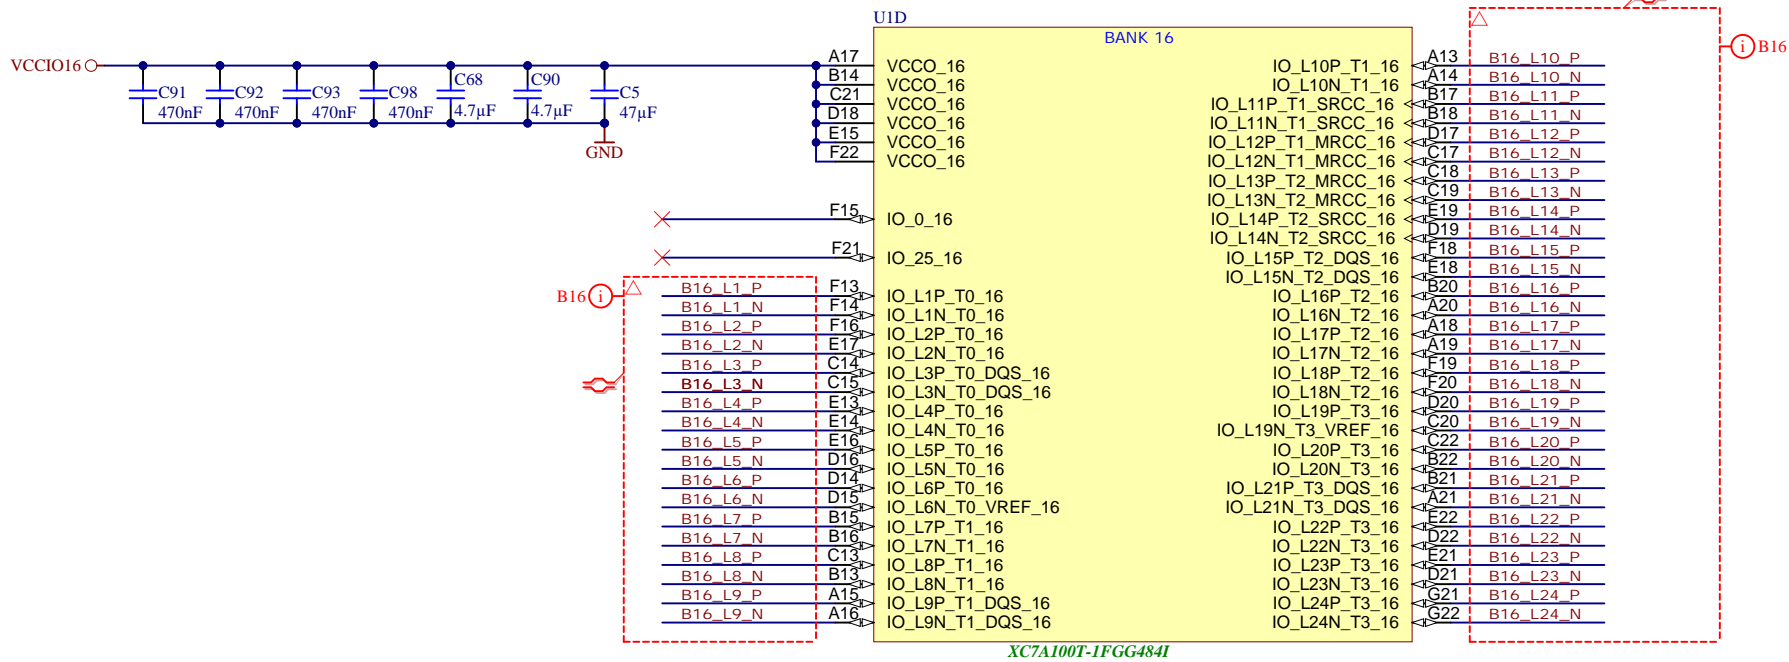 U1D
BANK 16
VCCIO16
C91
470nF
C92
470nF
C93
470nF
C98
470nF
C68
4.7µF
C90
4.7µF
C5
47µF
GND
A17 VCCO_16
B14 VCCO_16
C21 VCCO_16
D18 VCCO_16
E15 VCCO_16
F22 VCCO_16
F15 IO_0_16
F21 IO_25_16
B16 i
B16_L1_P F13 IO_L1P_T0_16
B16_L1_N F14 IO_L1N_T0_16
B16_L2_P F16 IO_L2P_T0_16
B16_L2_N E17 IO_L2N_T0_16
B16_L3_P C14 IO_L3P_T0_DQS_16
B16_L3_N C15 IO_L3N_T0_DQS_16
B16_L4_P E13 IO_L4P_T0_16
B16_L4_N E14 IO_L4N_T0_16
B16_L5_P E16 IO_L5P_T0_16
B16_L5_N D16 IO_L5N_T0_16
B16_L6_P D14 IO_L6P_T0_16
B16_L6_N D15 IO_L6N_T0_VREF_16
B16_L7_P B15 IO_L7P_T1_16
B16_L7_N B16 IO_L7N_T1_16
B16_L8_P C13 IO_L8P_T1_16
B16_L8_N B13 IO_L8N_T1_16
B16_L9_P A15 IO_L9P_T1_DQS_16
B16_L9_N A16 IO_L9N_T1_DQS_16
IO_L10P_T1_16 A13 B16_L10_P
IO_L10N_T1_16 A14 B16_L10_N
IO_L11P_T1_SRCC_16 B17 B16_L11_P
IO_L11N_T1_SRCC_16 B18 B16_L11_N
IO_L12P_T1_MRCC_16 D17 B16_L12_P
IO_L12N_T1_MRCC_16 C17 B16_L12_N
IO_L13P_T2_MRCC_16 C18 B16_L13_P
IO_L13N_T2_MRCC_16 C19 B16_L13_N
IO_L14P_T2_SRCC_16 E19 B16_L14_P
IO_L14N_T2_SRCC_16 D19 B16_L14_N
IO_L15P_T2_DQS_16 F18 B16_L15_P
IO_L15N_T2_DQS_16 E18 B16_L15_N
IO_L16P_T2_16 B20 B16_L16_P
IO_L16N_T2_16 A20 B16_L16_N
IO_L17P_T2_16 A18 B16_L17_P
IO_L17N_T2_16 A19 B16_L17_N
IO_L18P_T2_16 F19 B16_L18_P
IO_L18N_T2_16 F20 B16_L18_N
IO_L19P_T3_16 D20 B16_L19_P
IO_L19N_T3_VREF_16 C20 B16_L19_N
IO_L20P_T3_16 C22 B16_L20_P
IO_L20N_T3_16 B22 B16_L20_N
IO_L21P_T3_DQS_16 B21 B16_L21_P
IO_L21N_T3_DQS_16 A21 B16_L21_N
IO_L22P_T3_16 E22 B16_L22_P
IO_L22N_T3_16 D22 B16_L22_N
IO_L23P_T3_16 E21 B16_L23_P
IO_L23N_T3_16 D21 B16_L23_N
IO_L24P_T3_16 G21 B16_L24_P
IO_L24N_T3_16 G22 B16_L24_N
i B16
XC7A100T-1FGG484I